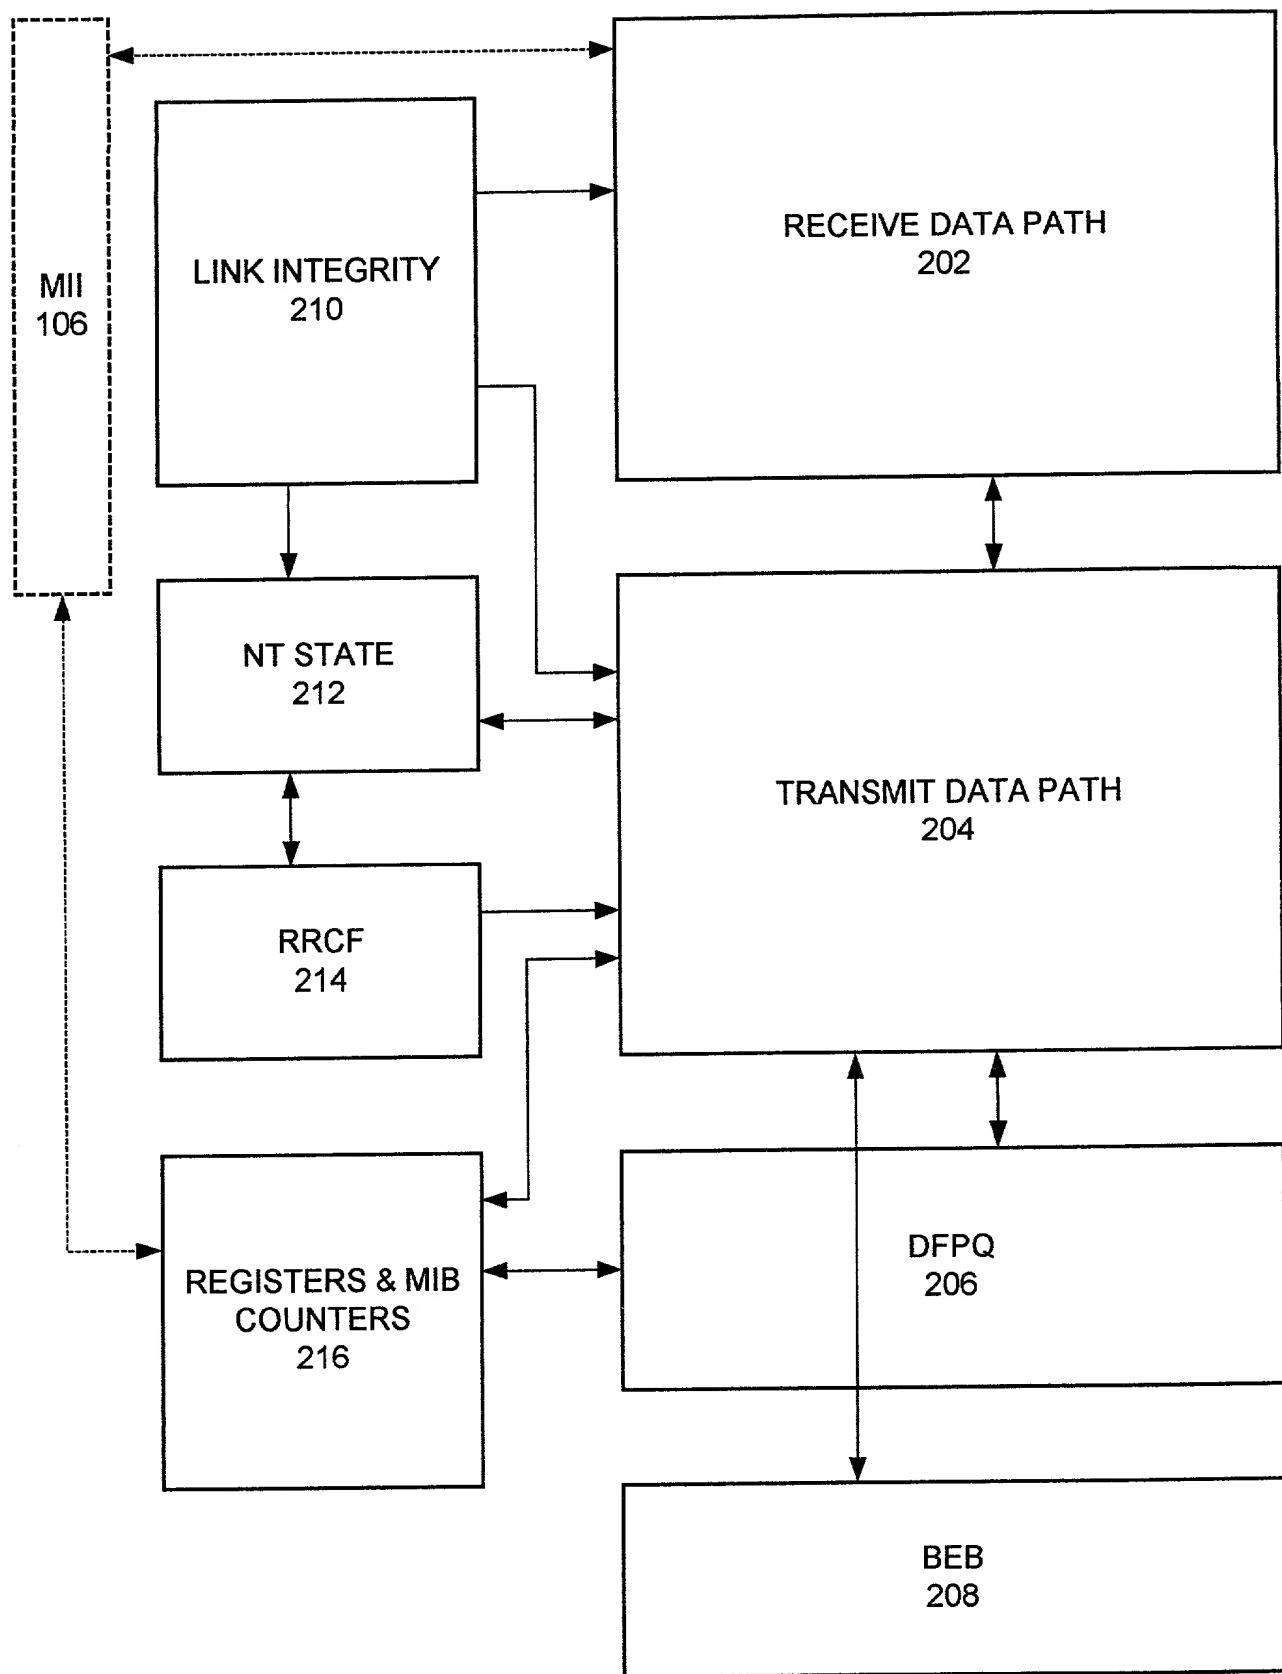 MII
106
LINK INTEGRITY
210
RECEIVE DATA PATH
202
NT STATE
212
TRANSMIT DATA PATH
204
RRCF
214
REGISTERS & MIB
COUNTERS
216
DFPQ
206
BEB
208